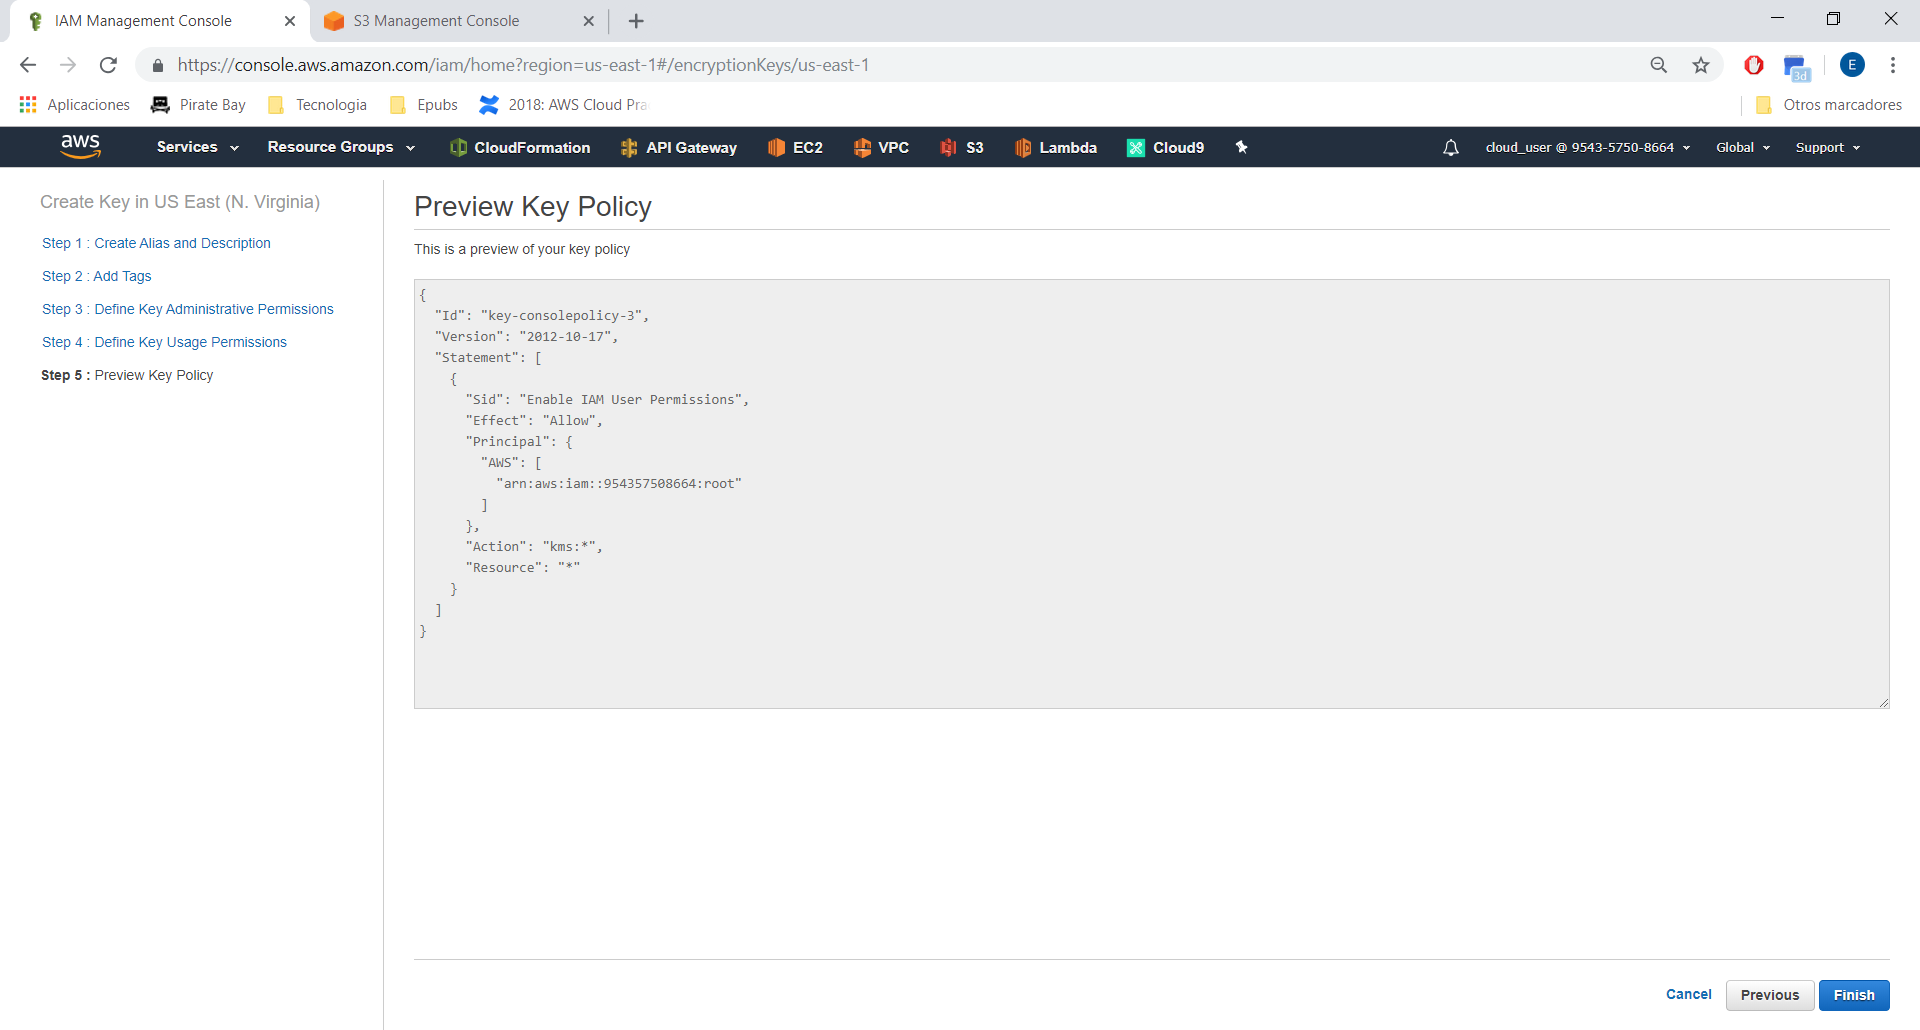 IAM Management Console
S3 Management Console
https://console.aws.amazon.com/iam/home?region=us-east-1#/encryptionKeys/us-east-1
3d
E
Aplicaciones
Pirate Bay
Tecnologia
Epubs
2018: AWS Cloud Pra
Otros marcadores
aws
Services
Resource Groups
CloudFormation
API Gateway
EC2
VPC
S3
Lambda
Cloud9
cloud_user @ 9543-5750-8664
Global
Support
Create Key in US East (N. Virginia)
Step 1 : Create Alias and Description
Step 2 : Add Tags
Step 3 : Define Key Administrative Permissions
Step 4 : Define Key Usage Permissions
Step 5 : Preview Key Policy
Preview Key Policy
This is a preview of your key policy
{
"Id": "key-consolepolicy-3",
"Version": "2012-10-17",
"Statement": [
{
"Sid": "Enable IAM User Permissions",
"Effect": "Allow",
"Principal": {
"AWS": [
"arn:aws:iam::954357508664:root"
]
},
"Action": "kms:*",
"Resource": "*"
}
]
}
Cancel
Previous
Finish